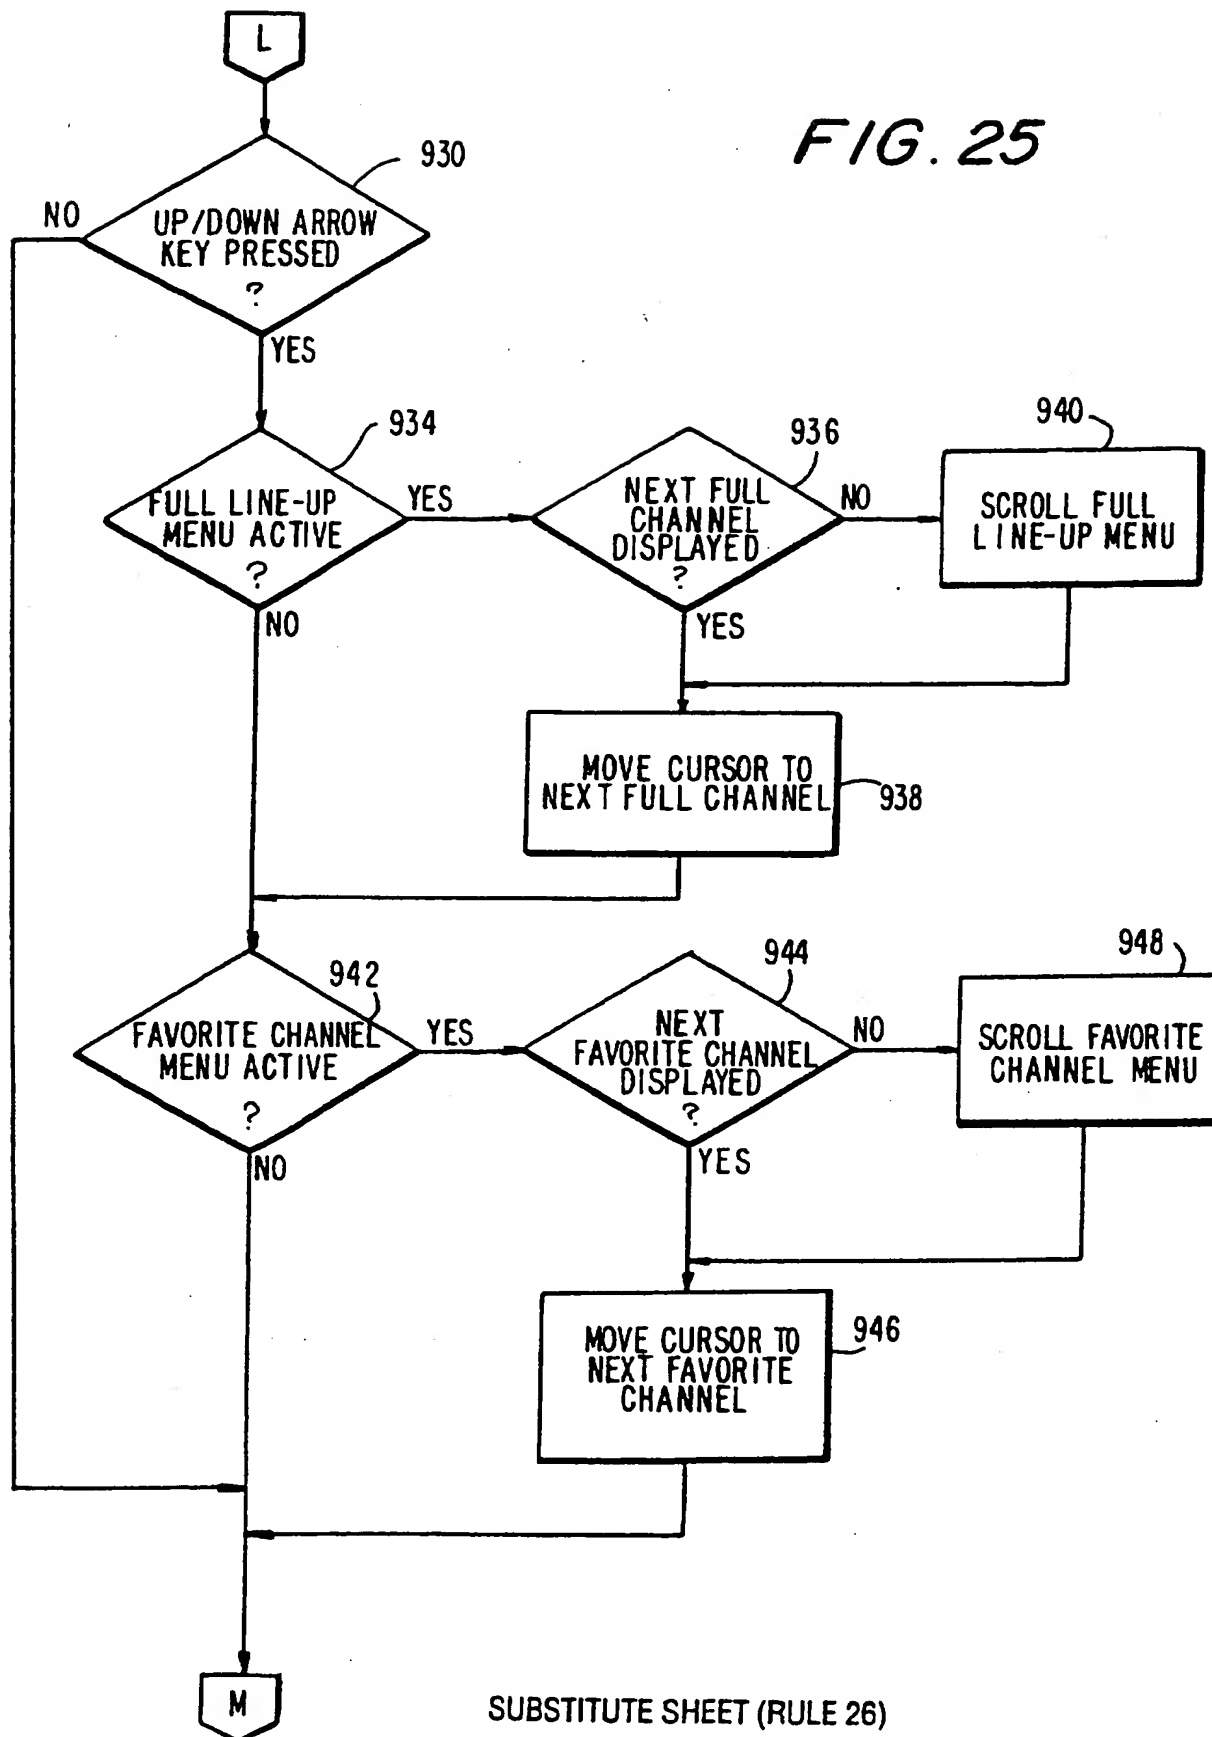 L
FIG. 25
930
NO
UP/DOWN ARROW
KEY PRESSED
?
YES
934
FULL LINE-UP
MENU ACTIVE
?
YES
NO
936
NEXT FULL
CHANNEL
DISPLAYED
?
NO
YES
940
SCROLL FULL
LINE-UP MENU
MOVE CURSOR TO
NEXT FULL CHANNEL
938
942
FAVORITE CHANNEL
MENU ACTIVE
?
YES
NO
944
NEXT
FAVORITE CHANNEL
DISPLAYED
?
NO
YES
948
SCROLL FAVORITE
CHANNEL MENU
MOVE CURSOR TO
NEXT FAVORITE
CHANNEL
946
M
SUBSTITUTE SHEET (RULE 26)